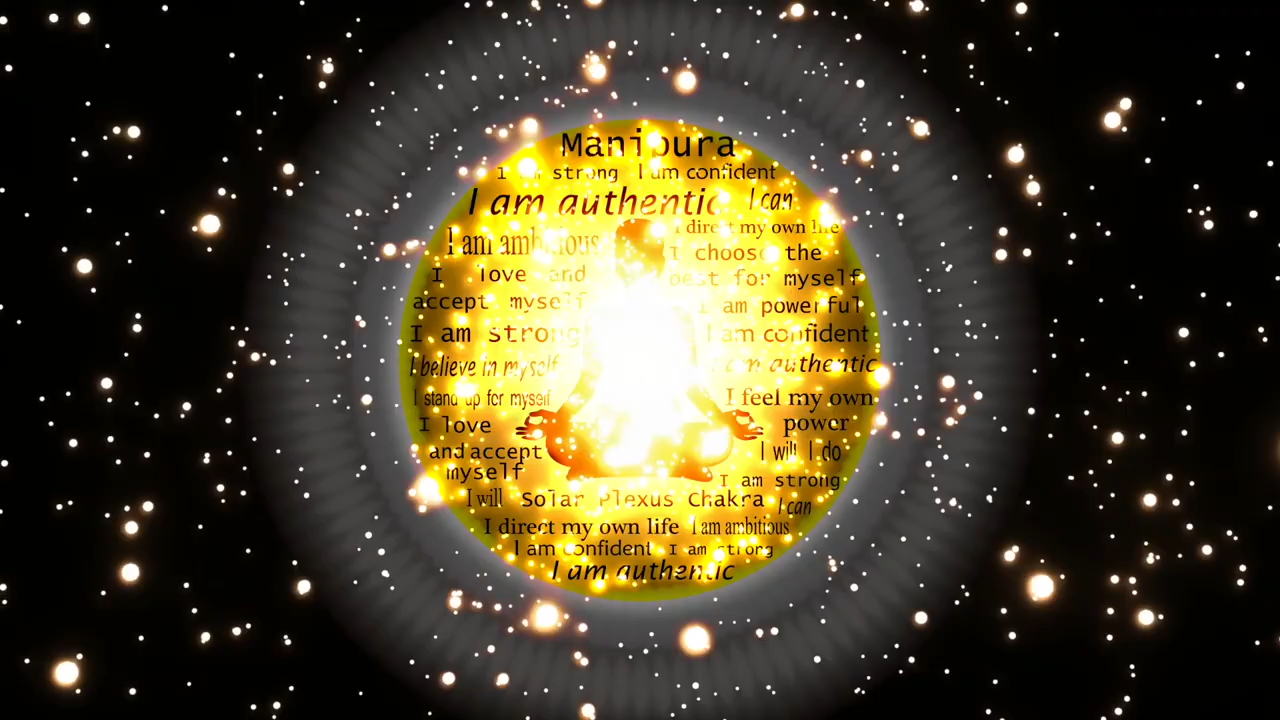 Manipura
I am strong I am confident
I am authentic I can
I direct my own life
I am ambitious
I choose the
best for myself
I love and
accept myself
I am powerful
I am strong
I am confident
I believe in myself
I am authentic
I stand up for myself
I feel my own
power
I love
and accept
myself
I will I do
I am strong
I will Solar Plexus Chakra I can
I direct my own life I am ambitious
I am confident I am strong
I am authentic